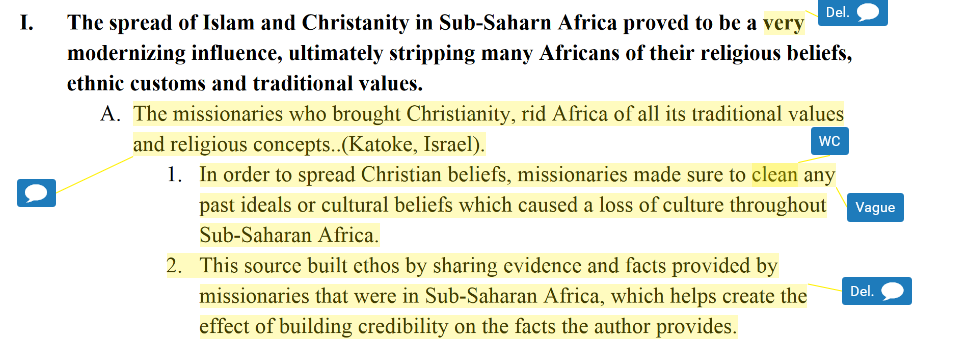 Del.
I. The spread of Islam and Christanity in Sub-Saharn Africa proved to be a very
modernizing influence, ultimately stripping many Africans of their religious beliefs,
ethnic customs and traditional values.
A. The missionaries who brought Christianity, rid Africa of all its traditional values
and religious concepts..(Katoke, Israel).
WC
1. In order to spread Christian beliefs, missionaries made sure to clean any
past ideals or cultural beliefs which caused a loss of culture throughout
Vague
Sub-Saharan Africa.
2. This source built ethos by sharing evidence and facts provided by
missionaries that were in Sub-Saharan Africa, which helps create the
Del.
effect of building credibility on the facts the author provides.